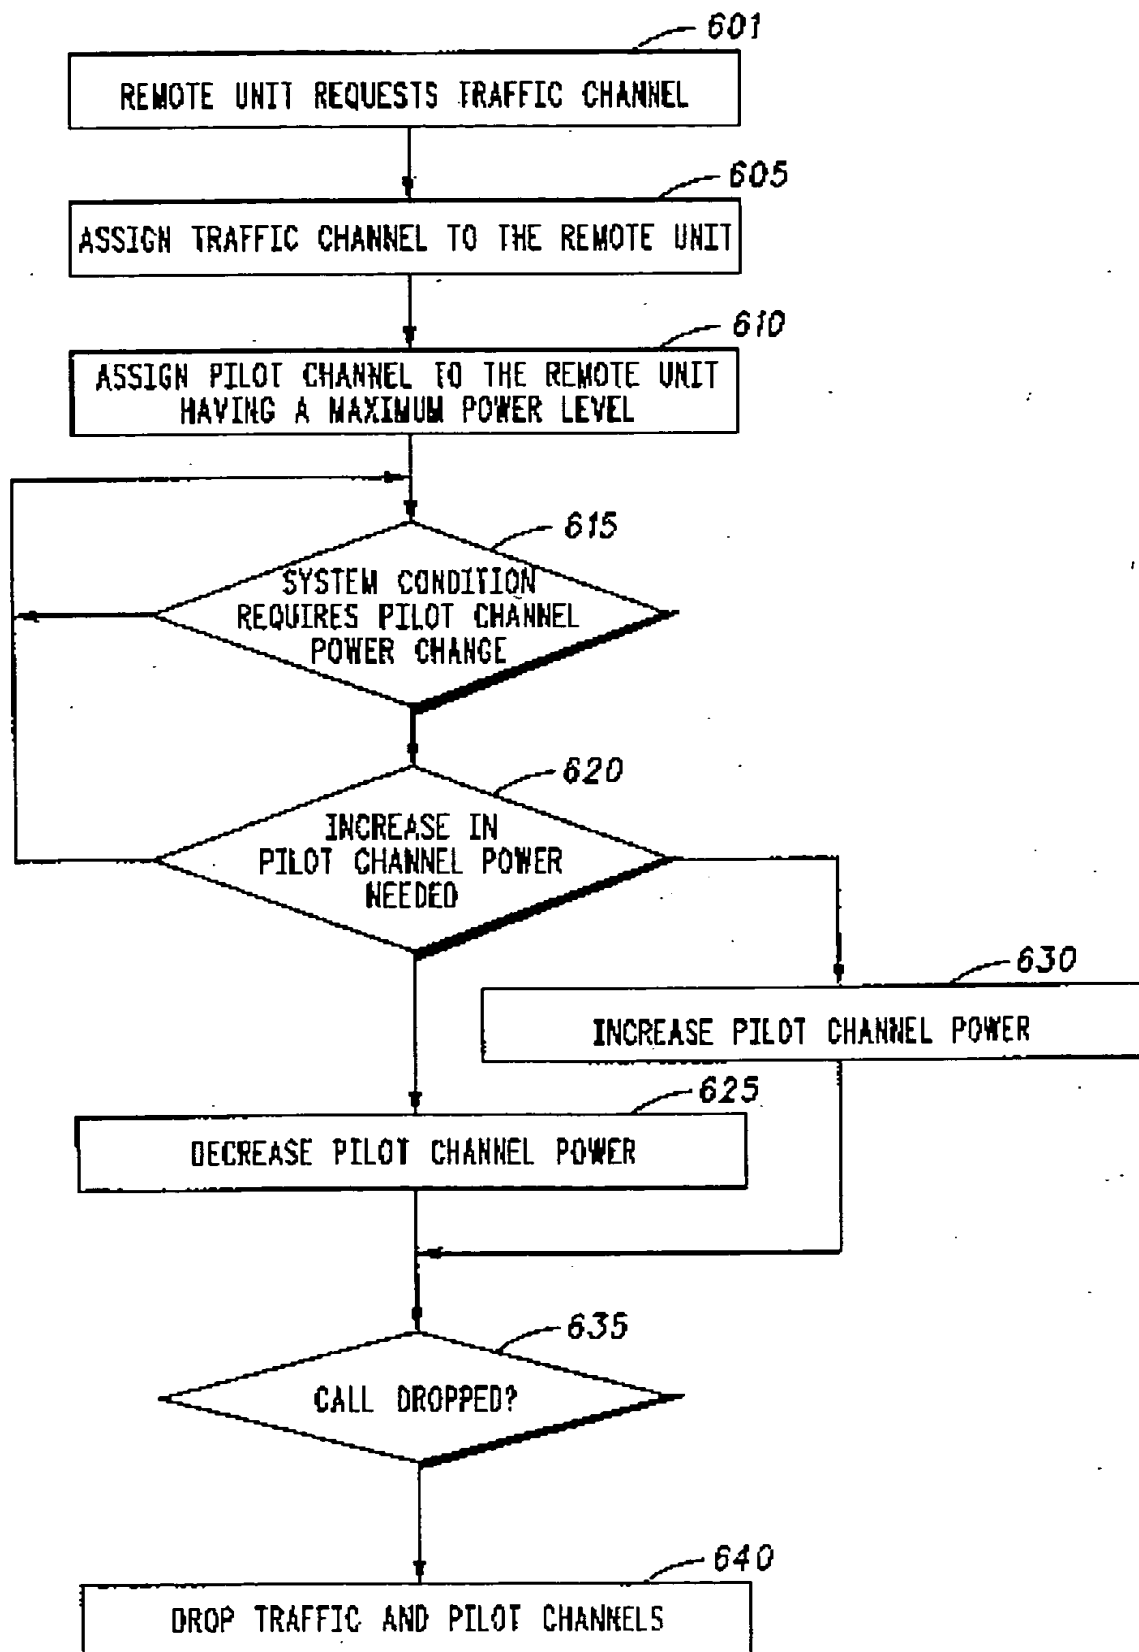 601
REMOTE UNIT REQUESTS TRAFFIC CHANNEL
605
ASSIGN TRAFFIC CHANNEL TO THE REMOTE UNIT
610
ASSIGN PILOT CHANNEL TO THE REMOTE UNIT
HAVING A MAXIMUM POWER LEVEL
615
SYSTEM CONDITION
REQUIRES PILOT CHANNEL
POWER CHANGE
620
INCREASE IN
PILOT CHANNEL POWER
NEEDED
630
INCREASE PILOT CHANNEL POWER
625
DECREASE PILOT CHANNEL POWER
635
CALL DROPPED?
640
DROP TRAFFIC AND PILOT CHANNELS